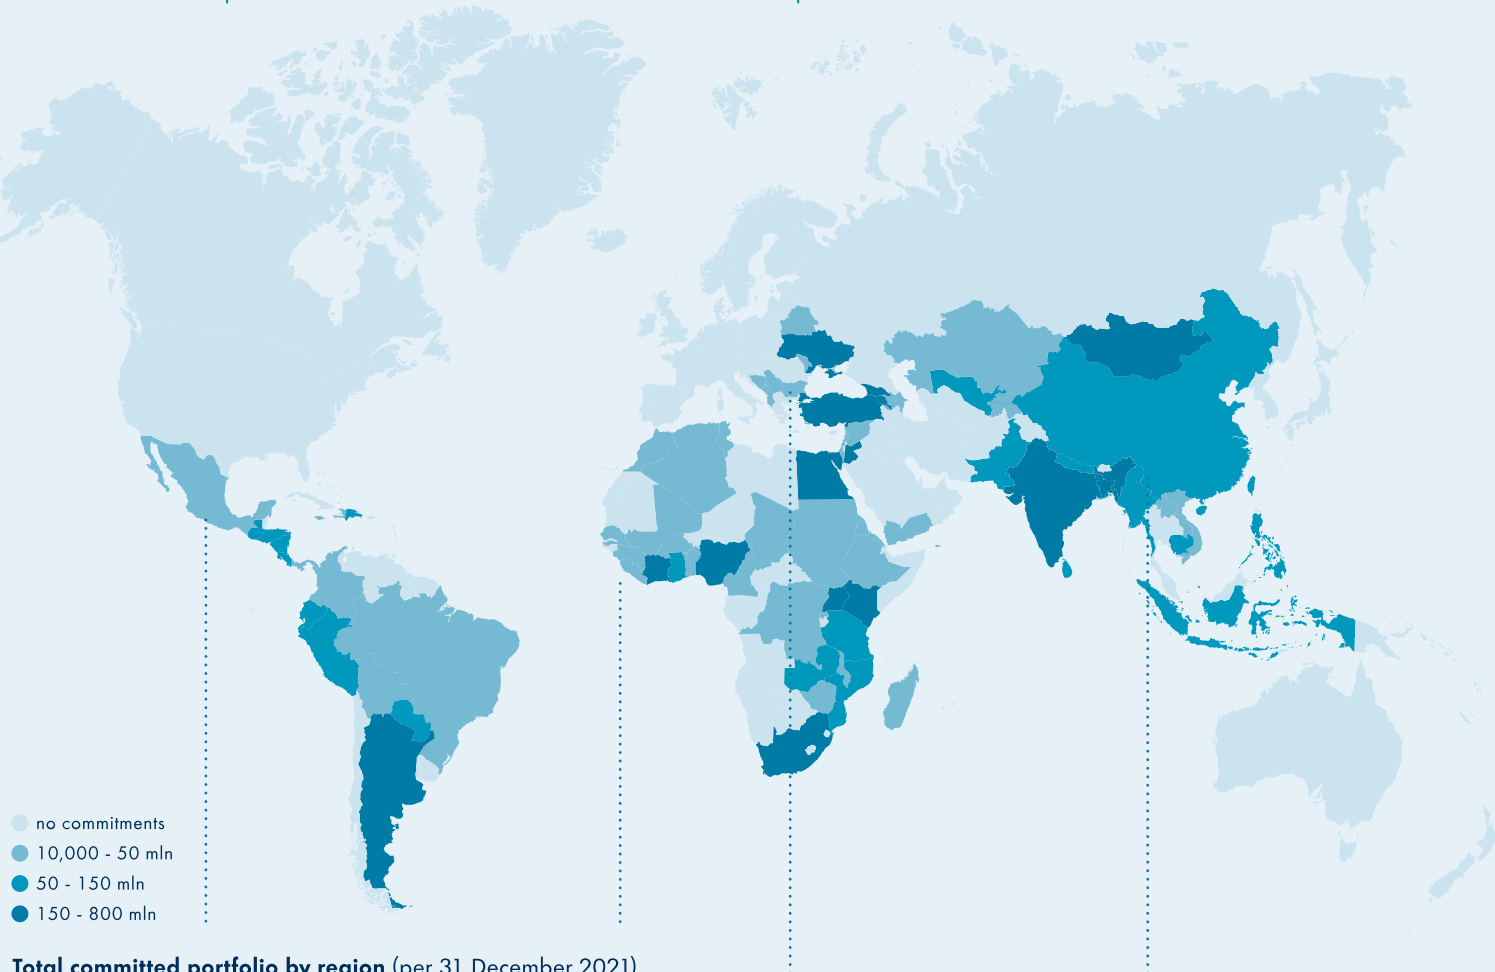 no commitments
10,000 - 50 mln
50 - 150 mln
150 - 800 mln
Total committed portfolio by region (per 31 December 2021)